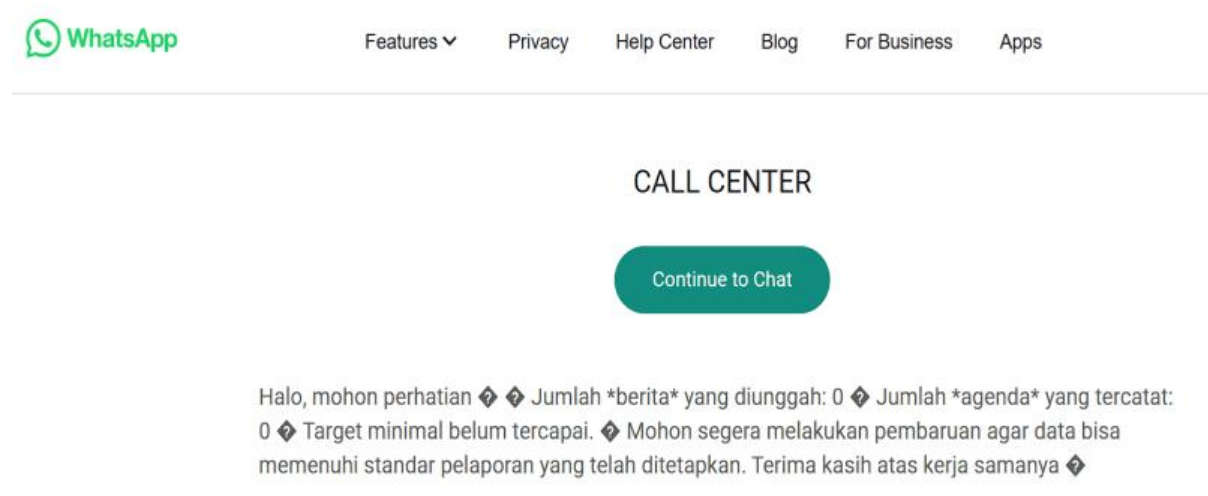 WhatsApp Features Privacy Help Center Blog For Business Apps
CALL CENTER
Continue to Chat
Halo, mohon perhatian � � Jumlah *berita* yang diunggah: 0 � Jumlah *agenda* yang tercatat:
0 � Target minimal belum tercapai. � Mohon segera melakukan pembaruan agar data bisa
memenuhi standar pelaporan yang telah ditetapkan. Terima kasih atas kerja samanya �